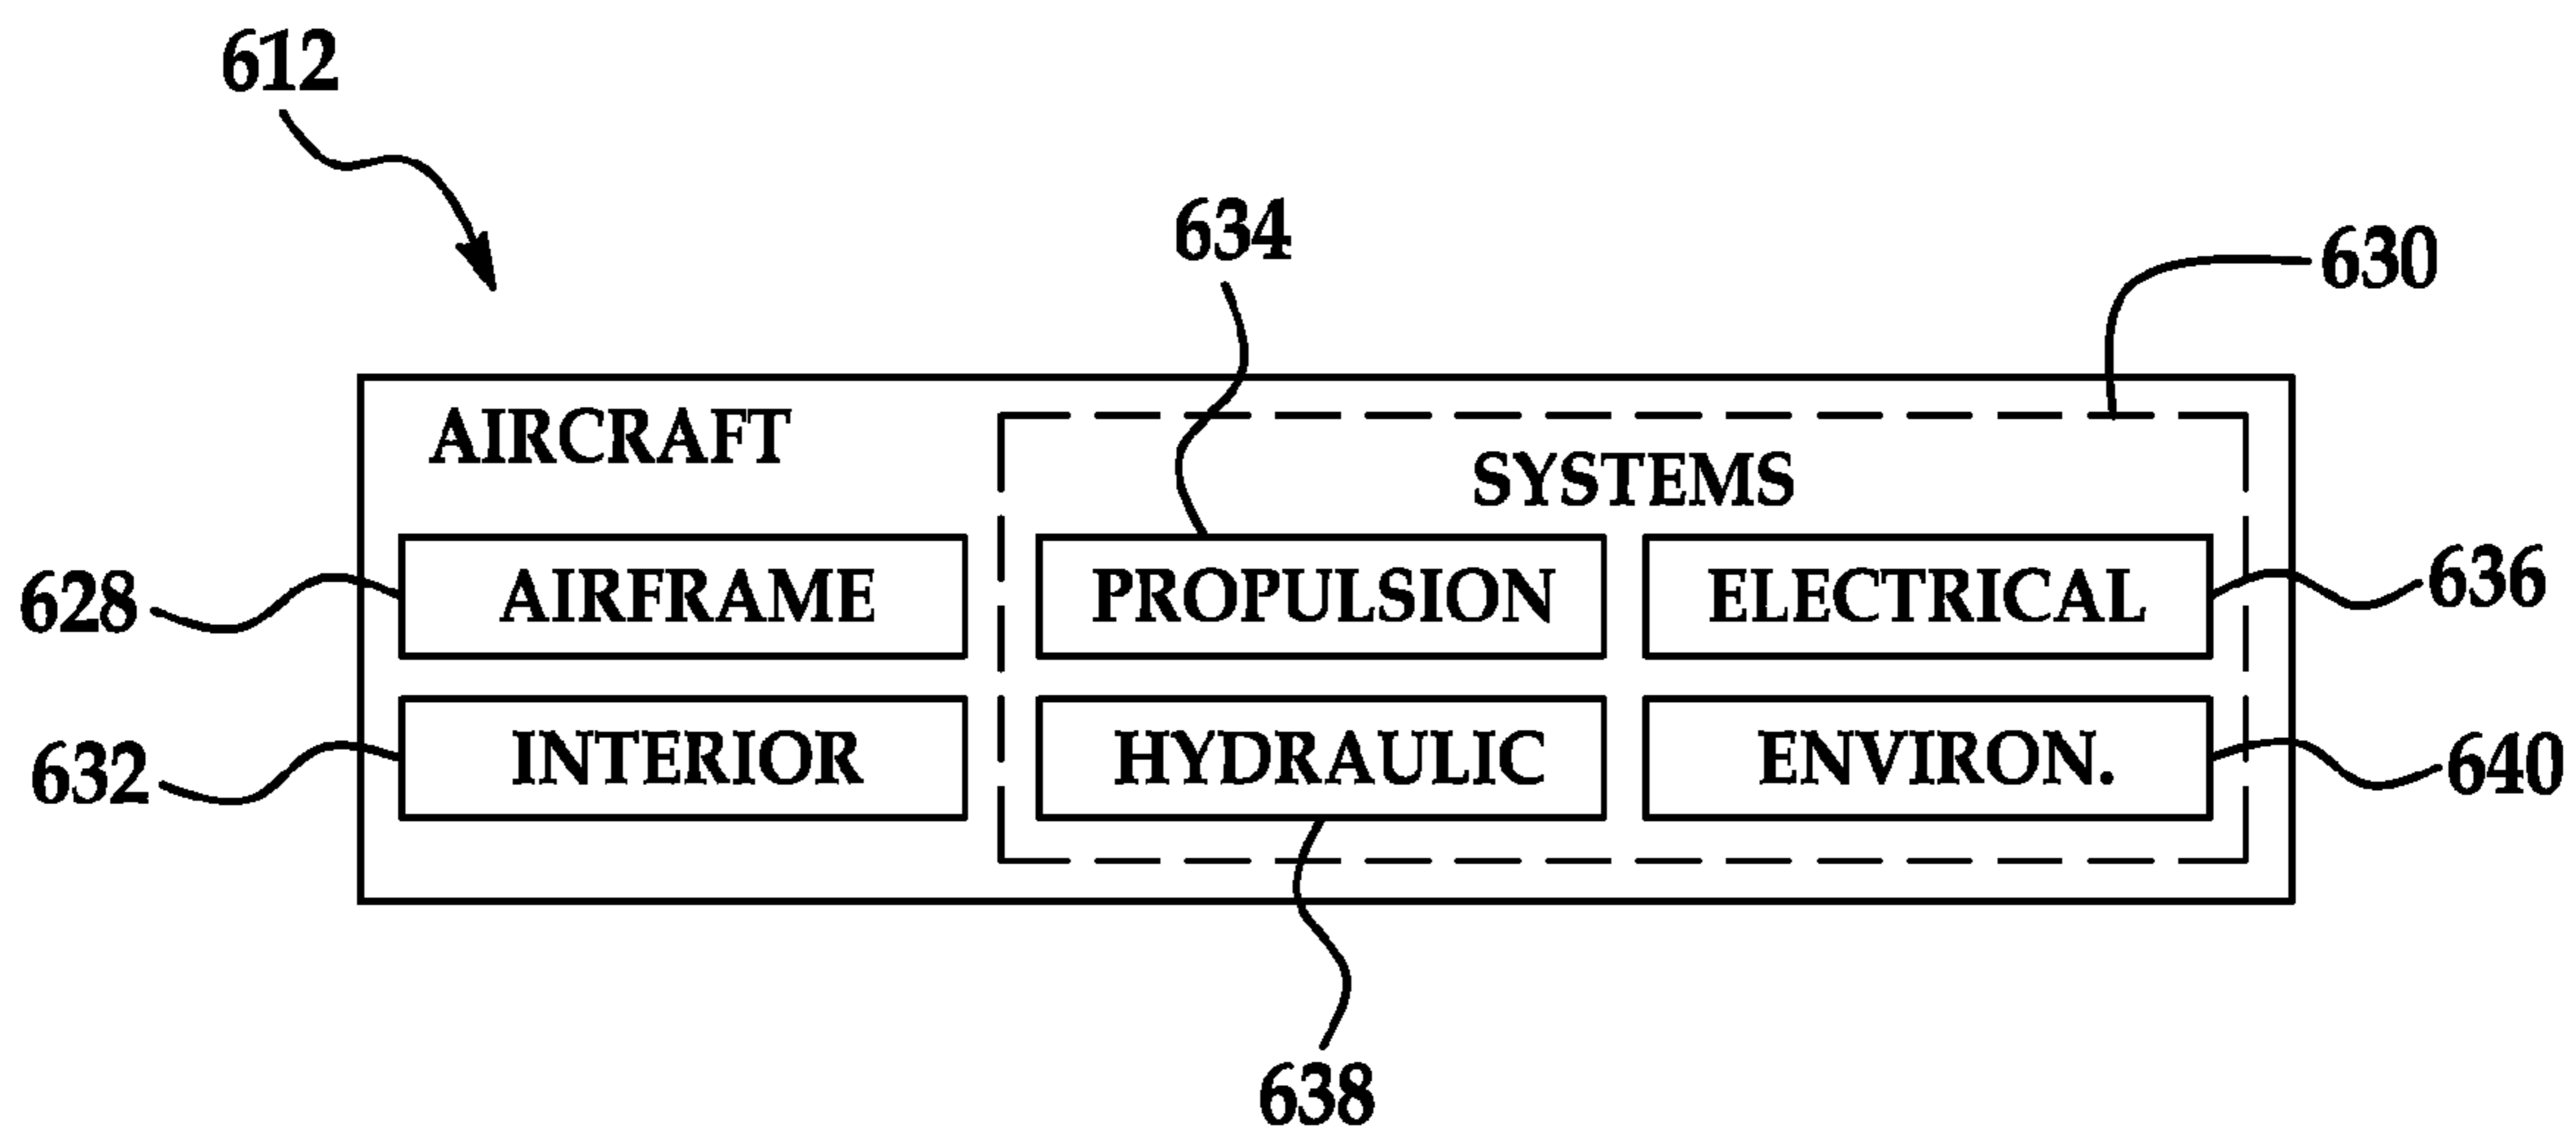 612
634
630
AIRCRAFT
SYSTEMS
628
AIRFRAME
PROPULSION
ELECTRICAL
636
632
INTERIOR
HYDRAULIC
ENVIRON.
640
638